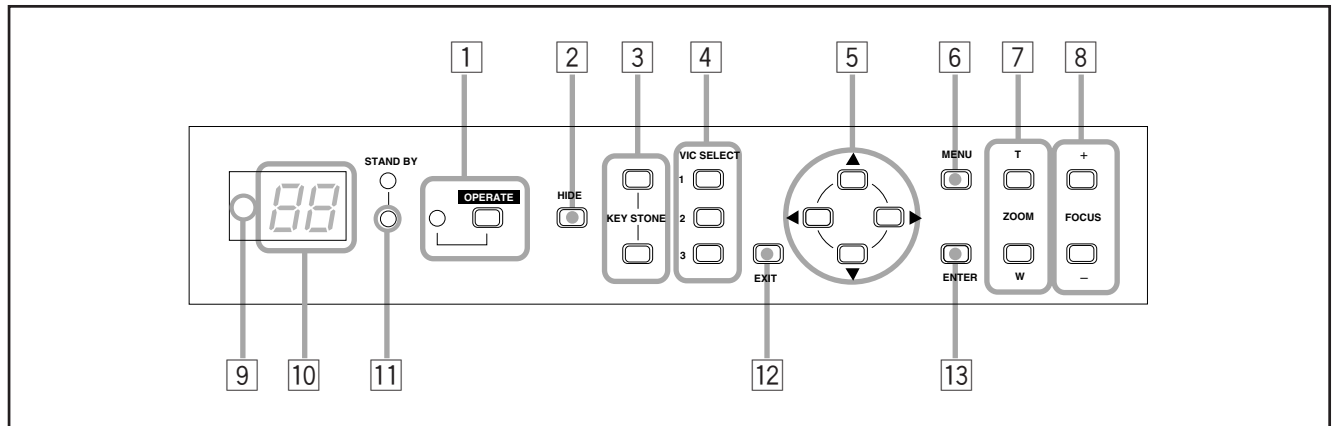 1 2 3 4 5 6 7 8
STAND BY
OPERATE
HIDE
KEY STONE
VIC SELECT
1
2
3
EXIT
MENU
ENTER
T
ZOOM
W
+
FOCUS
–
88
9 10 11 12 13